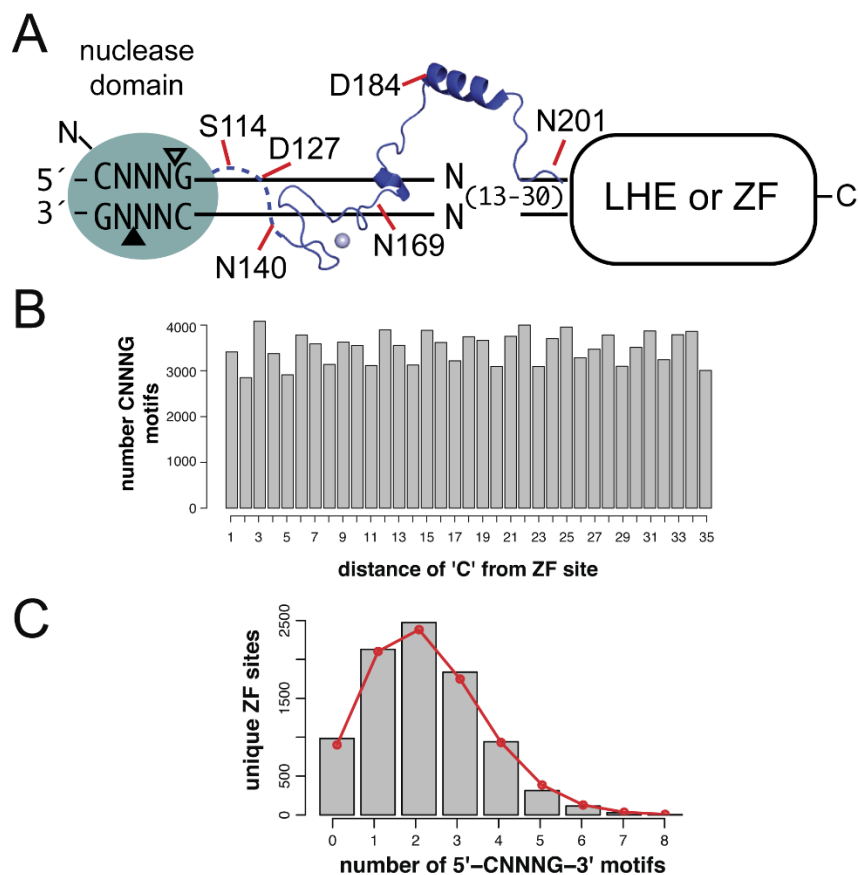 A
nuclease
domain
N
S114
D127
D184
N201
5´
CNNNG
N
3´
GNNNC
N
(13-30)
LHE or ZF
C
N140
N169
B
number CNNNG
motifs
4000
3000
2000
1000
0
1 3 5 7 9 11 13 15 17 19 21 23 25 27 29 31 33 35
distance of 'C' from ZF site
C
unique ZF sites
2500
1500
500
0
0 1 2 3 4 5 6 7 8
number of 5'–CNNNG–3' motifs